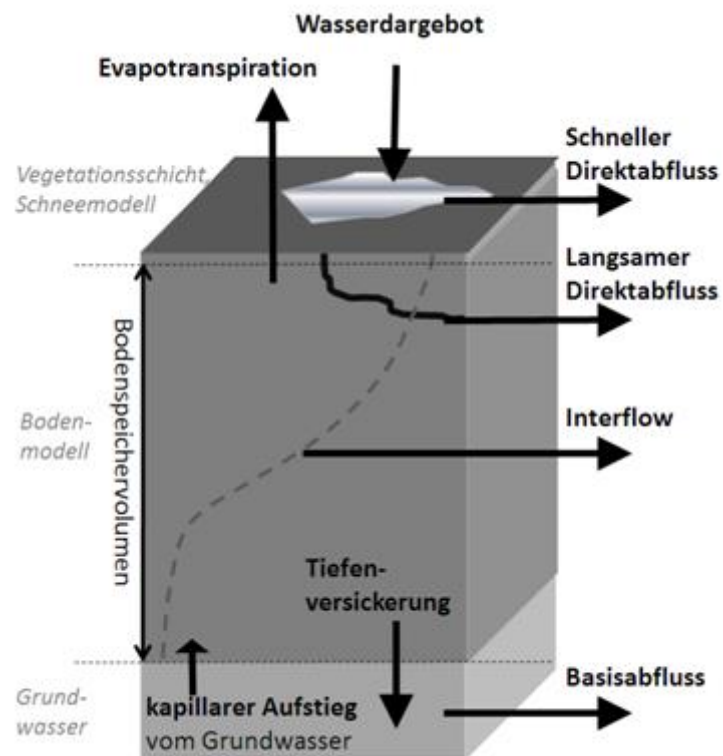 Wasserdargebot
Evapotranspiration
Schneller
Direktabfluss
Vegetationsschicht,
Schneemodell
Langsamer
Direktabfluss
Bodenspeichervolumen
Boden-
modell
Interflow
Tiefen-
versickerung
Basisabfluss
Grund-
wasser
kapillarer Aufstieg
vom Grundwasser